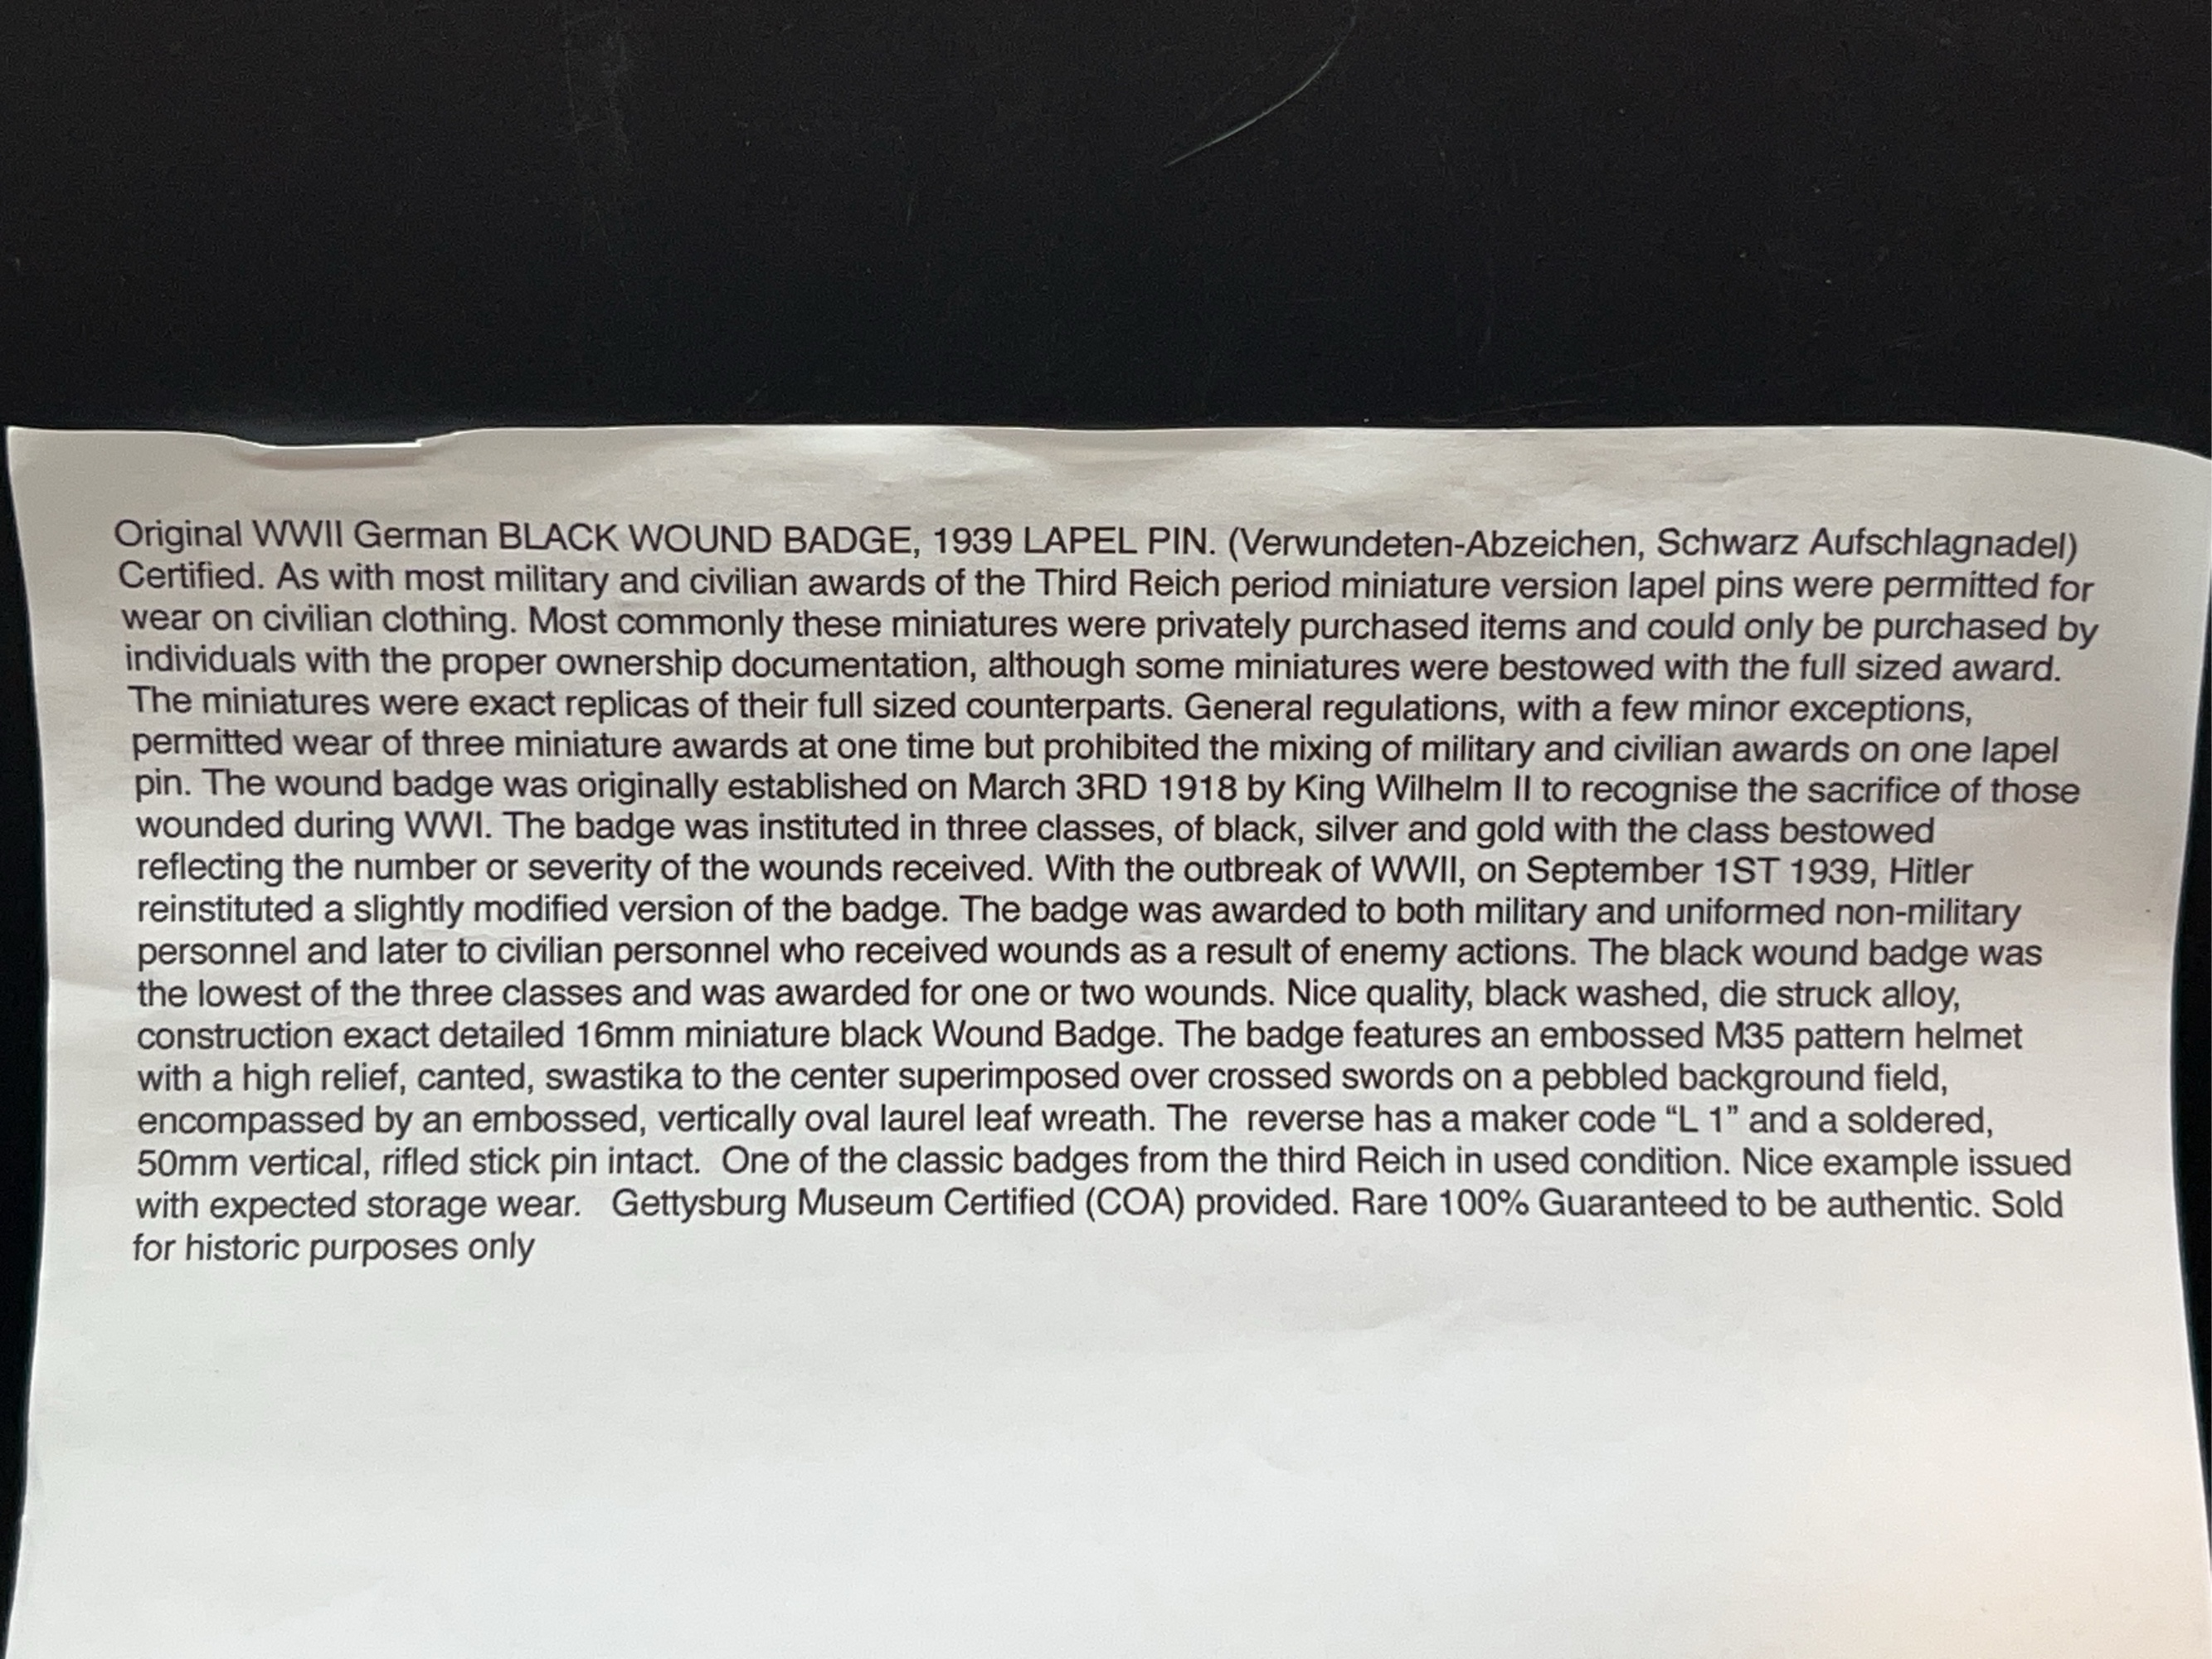 Original WWII German BLACK WOUND BADGE, 1939 LAPEL PIN. (Verwundeten-Abzeichen, Schwarz Aufschlagnadel)
Certified. As with most military and civilian awards of the Third Reich period miniature version lapel pins were permitted for
wear on civilian clothing. Most commonly these miniatures were privately purchased items and could only be purchased by
individuals with the proper ownership documentation, although some miniatures were bestowed with the full sized award.
The miniatures were exact replicas of their full sized counterparts. General regulations, with a few minor exceptions,
permitted wear of three miniature awards at one time but prohibited the mixing of military and civilian awards on one lapel
pin. The wound badge was originally established on March 3RD 1918 by King Wilhelm II to recognise the sacrifice of those
wounded during WWI. The badge was instituted in three classes, of black, silver and gold with the class bestowed
reflecting the number or severity of the wounds received. With the outbreak of WWII, on September 1ST 1939, Hitler
reinstituted a slightly modified version of the badge. The badge was awarded to both military and uniformed non-military
personnel and later to civilian personnel who received wounds as a result of enemy actions. The black wound badge was
the lowest of the three classes and was awarded for one or two wounds. Nice quality, black washed, die struck alloy,
construction exact detailed 16mm miniature black Wound Badge. The badge features an embossed M35 pattern helmet
with a high relief, canted, swastika to the center superimposed over crossed swords on a pebbled background field,
encompassed by an embossed, vertically oval laurel leaf wreath. The  reverse has a maker code “L 1” and a soldered,
50mm vertical, rifled stick pin intact.  One of the classic badges from the third Reich in used condition. Nice example issued
with expected storage wear.   Gettysburg Museum Certified (COA) provided. Rare 100% Guaranteed to be authentic. Sold
for historic purposes only